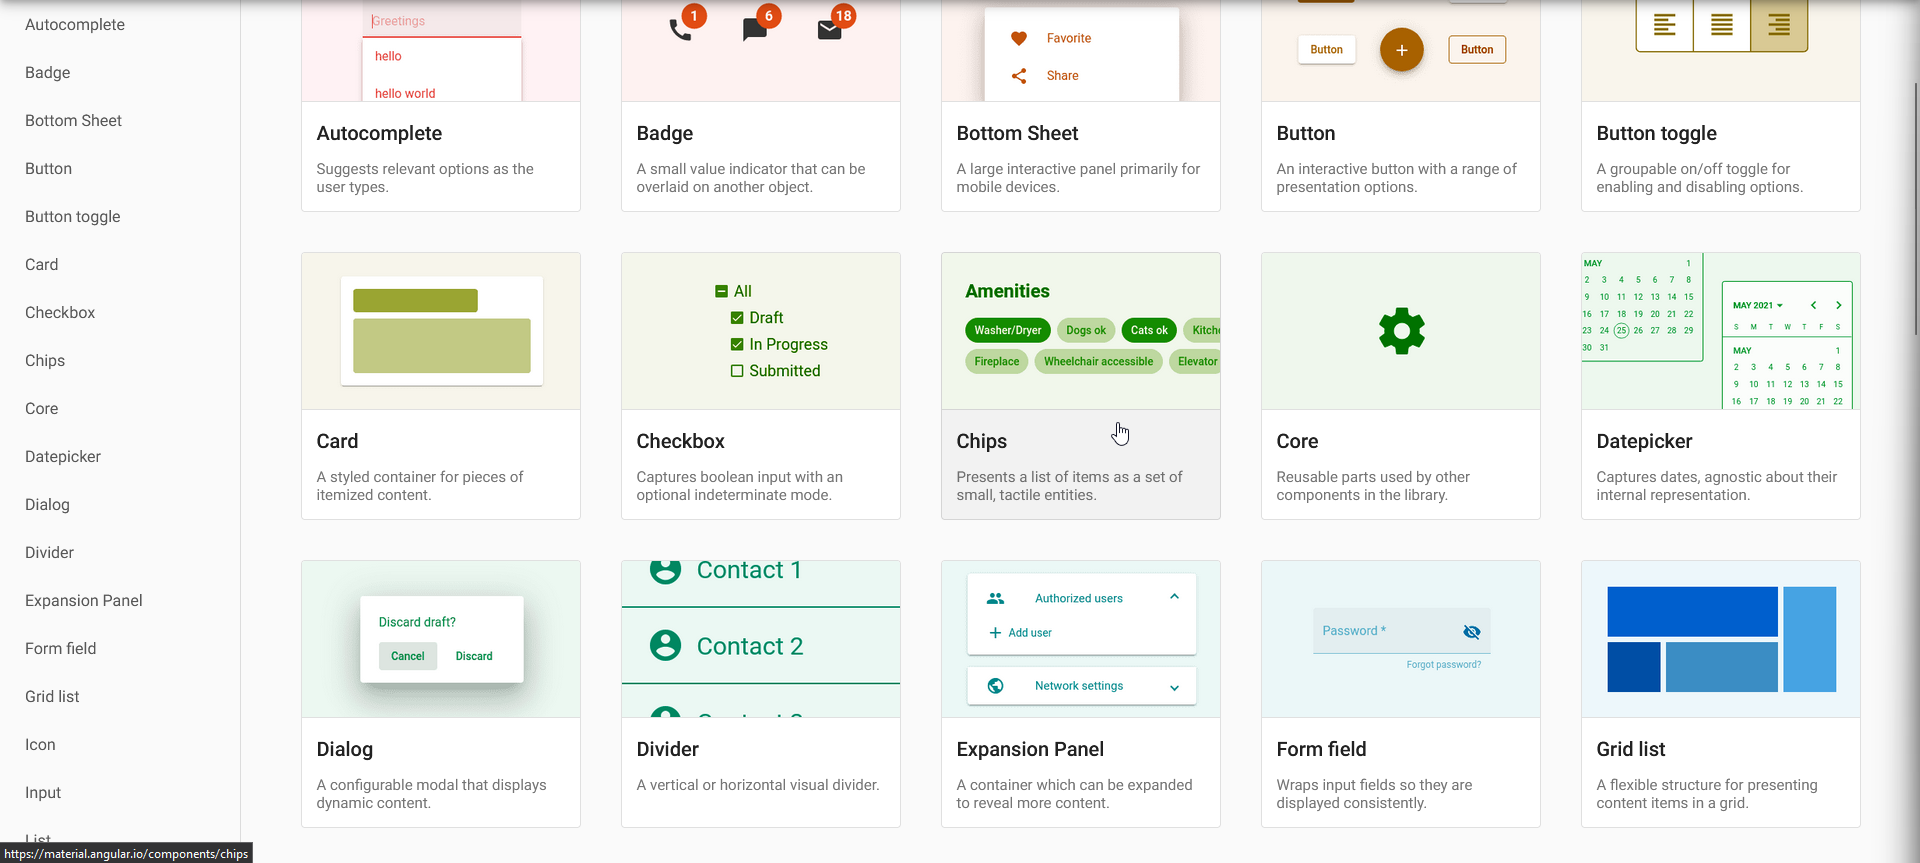 Autocomplete
Badge
Bottom Sheet
Button
Button toggle
Card
Checkbox
Chips
Core
Datepicker
Dialog
Divider
Expansion Panel
Form field
Grid list
Icon
Input
List
https://material.angular.io/components/chips
Greetings
hello
hello world
Autocomplete
Suggests relevant options as the
user types.
1
6
18
Badge
A small value indicator that can be
overlaid on another object.
Favorite
Share
Bottom Sheet
A large interactive panel primarily for
mobile devices.
Button
Button
Button
An interactive button with a range of
presentation options.
Button toggle
A groupable on/off toggle for
enabling and disabling options.
Card
A styled container for pieces of
itemized content.
All
Draft
In Progress
Submitted
Checkbox
Captures boolean input with an
optional indeterminate mode.
Amenities
Washer/Dryer Dogs ok Cats ok Kitche
Fireplace Wheelchair accessible Elevator
Chips
Presents a list of items as a set of
small, tactile entities.
Core
Reusable parts used by other
components in the library.
MAY 1
2 3 4 5 6 7 8
9 10 11 12 13 14 15
16 17 18 19 20 21 22
23 24 25 26 27 28 29
30 31
MAY 2021
S M T W T F S
MAY 1
2 3 4 5 6 7 8
9 10 11 12 13 14 15
16 17 18 19 20 21 22
Datepicker
Captures dates, agnostic about their
internal representation.
Discard draft?
Cancel Discard
Dialog
A configurable modal that displays
dynamic content.
Contact 1
Contact 2
Divider
A vertical or horizontal visual divider.
Authorized users
Add user
Network settings
Expansion Panel
A container which can be expanded
to reveal more content.
Password *
Forgot password?
Form field
Wraps input fields so they are
displayed consistently.
Grid list
A flexible structure for presenting
content items in a grid.